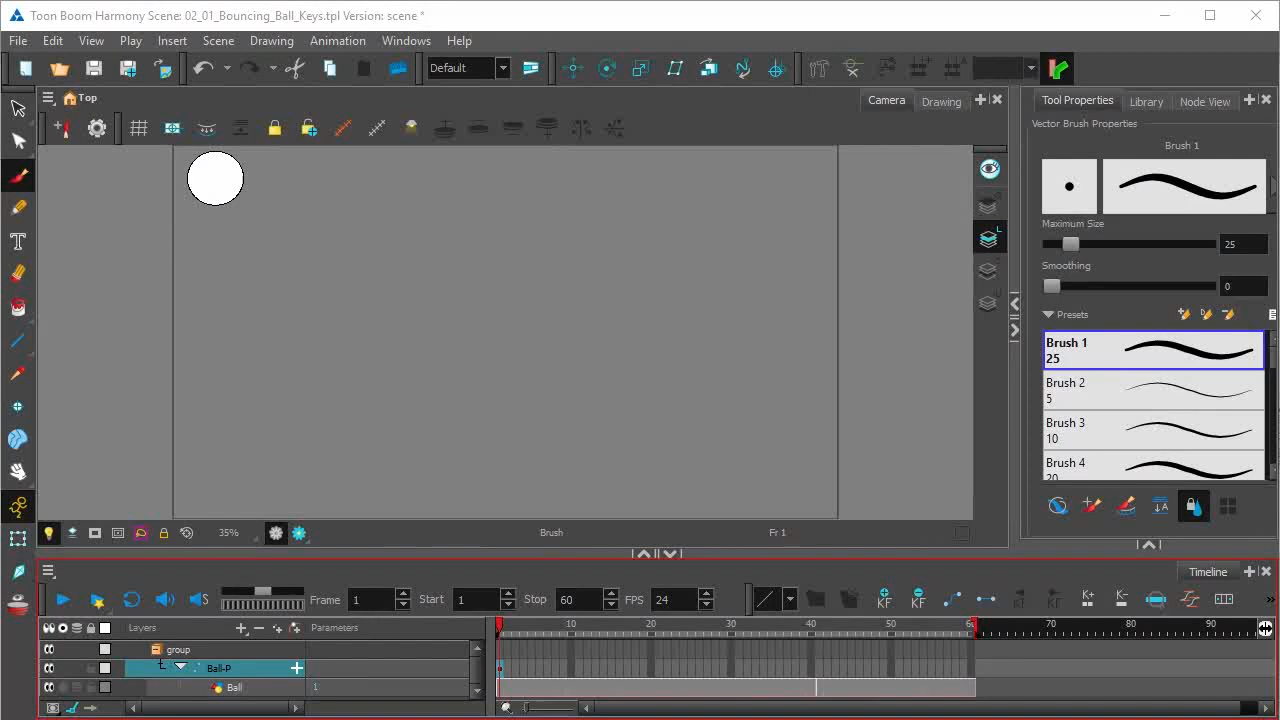 Toon Boom Harmony Scene: 02_01_Bouncing_Ball_Keys.tpl Version: scene *
File Edit View Play Insert Scene Drawing Animation Windows Help
Default
Top
Camera
Drawing
Tool Properties
Library
Node View
Vector Brush Properties
Brush 1
Maximum Size
25
Smoothing
0
Presets
Brush 1
25
Brush 2
5
Brush 3
10
Brush 4
20
35%
Brush
Fr 1
Timeline
Frame 1 Start 1 Stop 60 FPS 24
Layers
Parameters
10 20 30 40 50 60 70 80 90
group
Ball-P
Ball
1